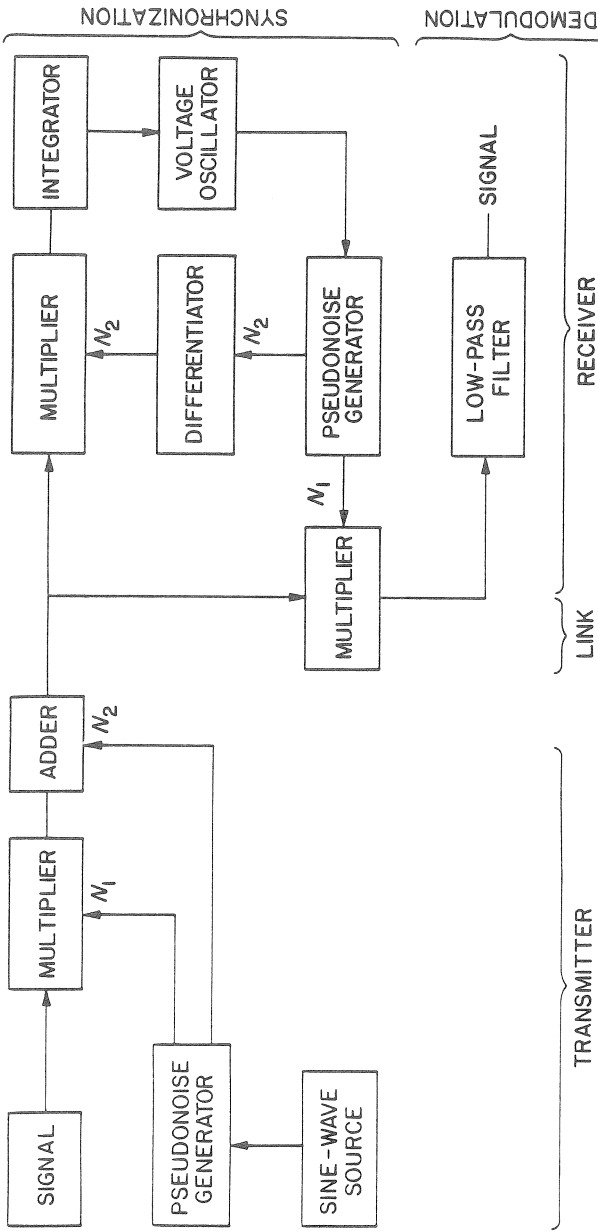 SIGNAL
MULTIPLIER
ADDER
MULTIPLIER
INTEGRATOR
N1
N2
N2
PSEUDONOISE
GENERATOR
DIFFERENTIATOR
VOLTAGE
OSCILLATOR
SYNCHRONIZATION
N2
SINE-WAVE
SOURCE
MULTIPLIER
N1
PSEUDONOISE
GENERATOR
LOW-PASS
FILTER
SIGNAL
DEMODULATION
TRANSMITTER
LINK
RECEIVER